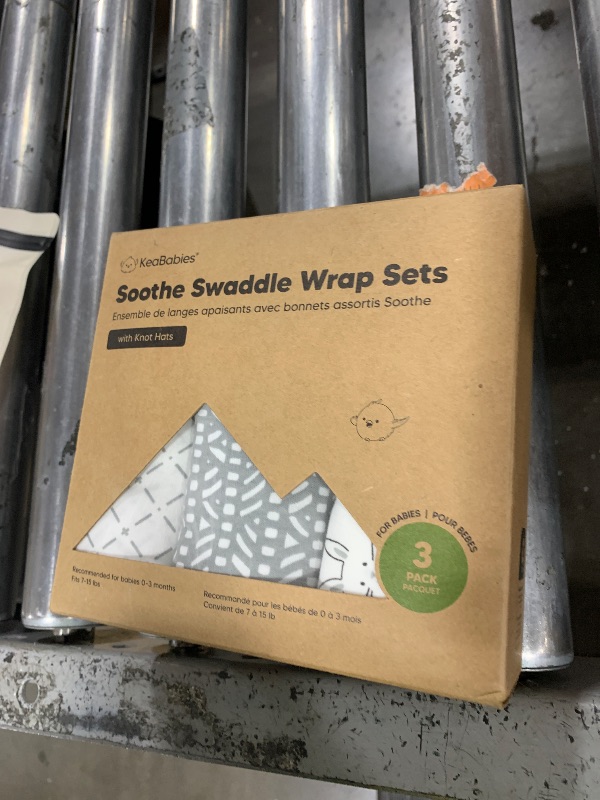 KeaBabies®
Soothe Swaddle Wrap Sets
Ensemble de langes apaisants avec bonnets assortis Soothe
with Knot Hats
FOR BABIES | POUR BÉBÉS
3
PACK
PACQUET
Recommended for babies 0-3 months
Fits 7-15 lbs
Recommandé pour les bébés de 0 à 3 mois
Convient de 7 à 15 lb